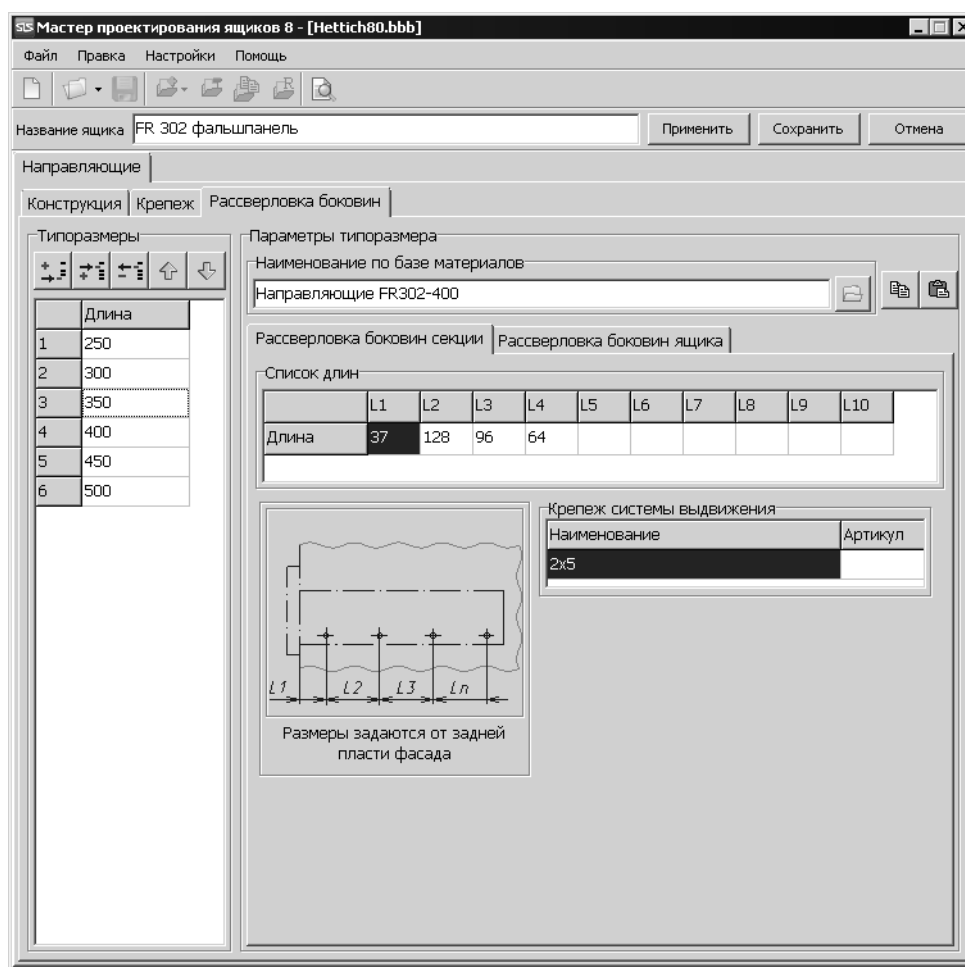 SLS Мастер проектирования ящиков 8 - [Hettich80.bbb]
Файл Правка Настройки Помощь
Название ящика FR 302 фальшпанель Применить Сохранить Отмена
Направляющие
Конструкция Крепеж Рассверловка боковин
Типоразмеры
Длина
1 250
2 300
3 350
4 400
5 450
6 500
Параметры типоразмера
Наименование по базе материалов
Направляющие FR302-400
Рассверловка боковин секции Рассверловка боковин ящика
Список длин
L1 L2 L3 L4 L5 L6 L7 L8 L9 L10
Длина 37 128 96 64
L1 L2 L3 Ln
Размеры задаются от задней
пласти фасада
Крепеж системы выдвижения
Наименование Артикул
2x5